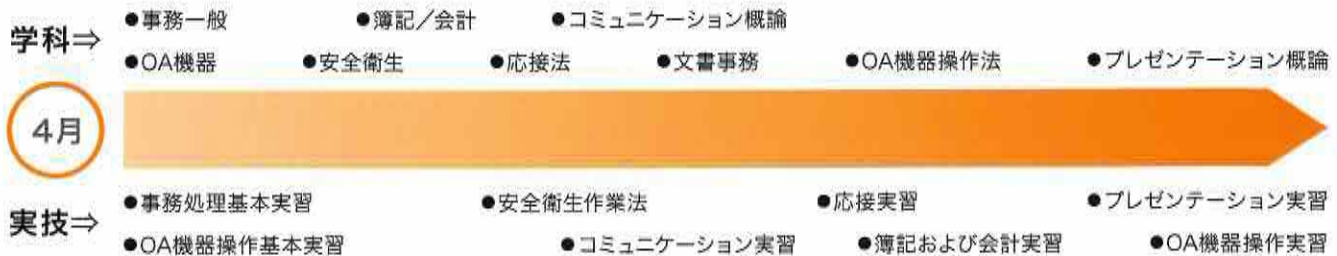 学科⇒
●事務一般 ●簿記／会計 ●コミュニケーション概論
●OA機器 ●安全衛生 ●応接法 ●文書事務 ●OA機器操作法 ●プレゼンテーション概論
4月
実技⇒
●事務処理基本実習 ●安全衛生作業法 ●応接実習 ●プレゼンテーション実習
●OA機器操作基本実習 ●コミュニケーション実習 ●簿記および会計実習 ●OA機器操作実習